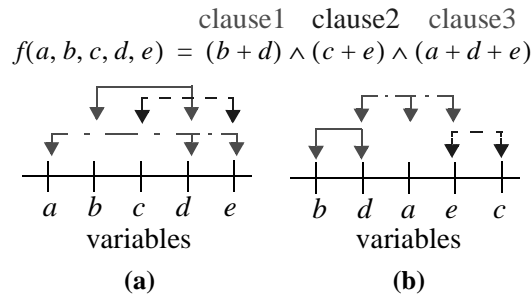 clause1 clause2 clause3
f(a, b, c, d, e) = (b + d) ∧ (c + e) ∧ (a + d + e)
a b c d e
variables
(a)
b d a e c
variables
(b)